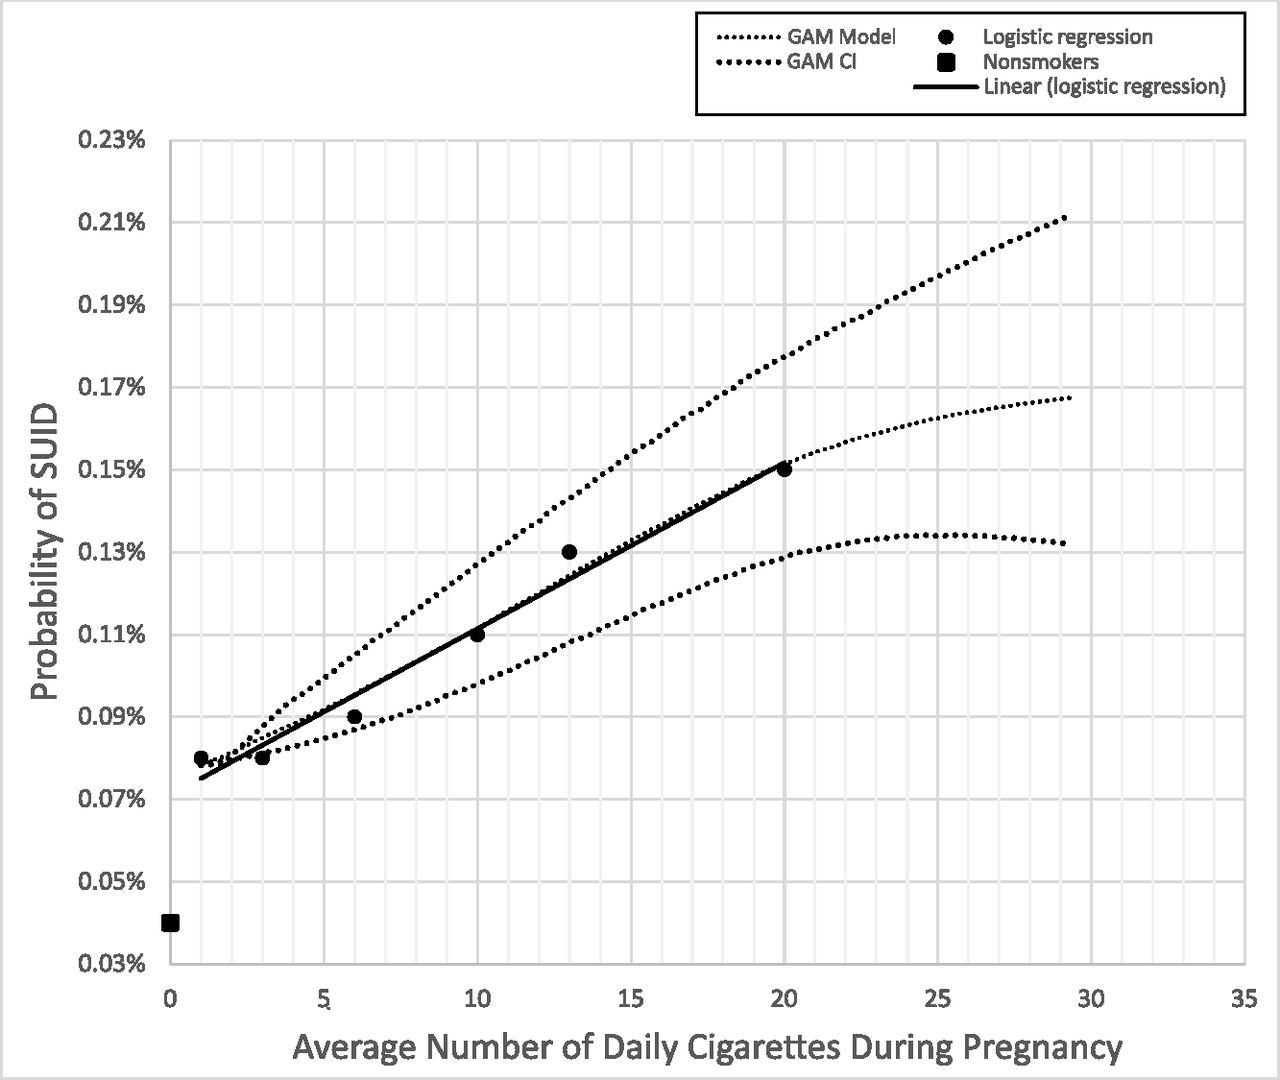 GAM Model
Logistic regression
GAM CI
Nonsmokers
Linear (logistic regression)
0.23%
0.21%
0.19%
0.17%
0.15%
0.13%
0.11%
0.09%
0.07%
0.05%
0.03%
Probability of SUID
0 5 10 15 20 25 30 35
Average Number of Daily Cigarettes During Pregnancy